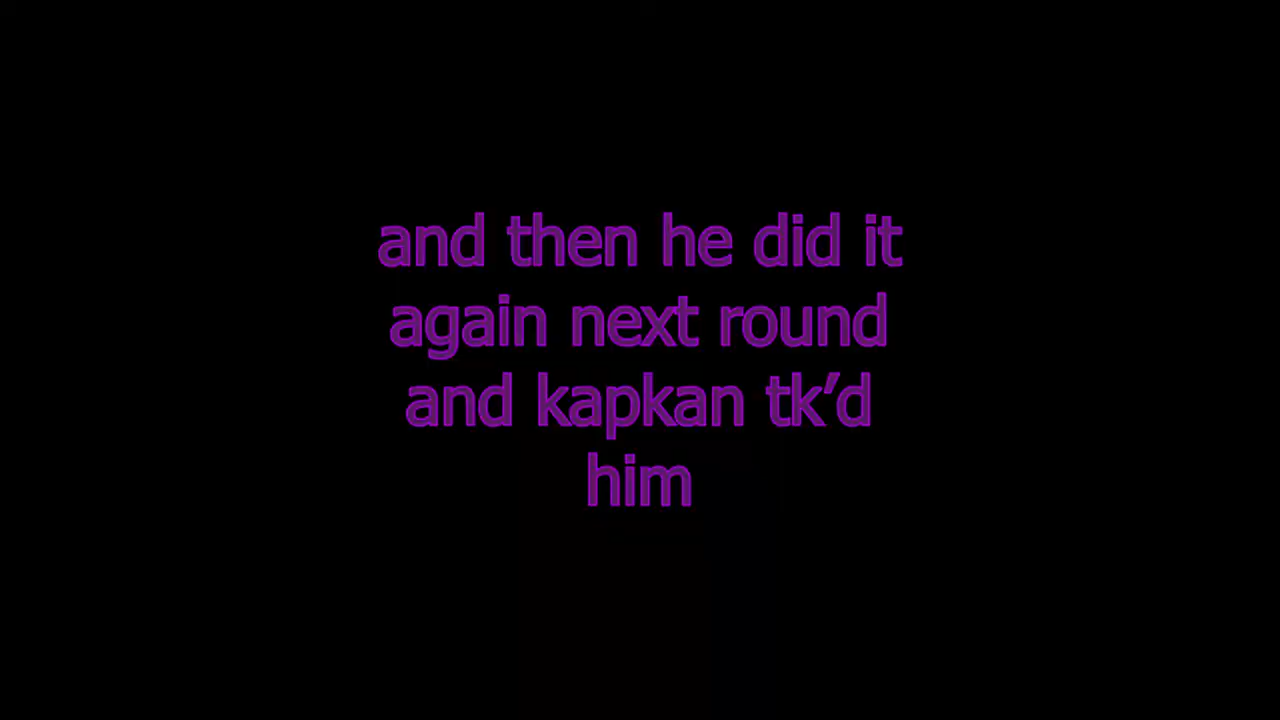 and then he did it
again next round
and kapkan tk’d
him